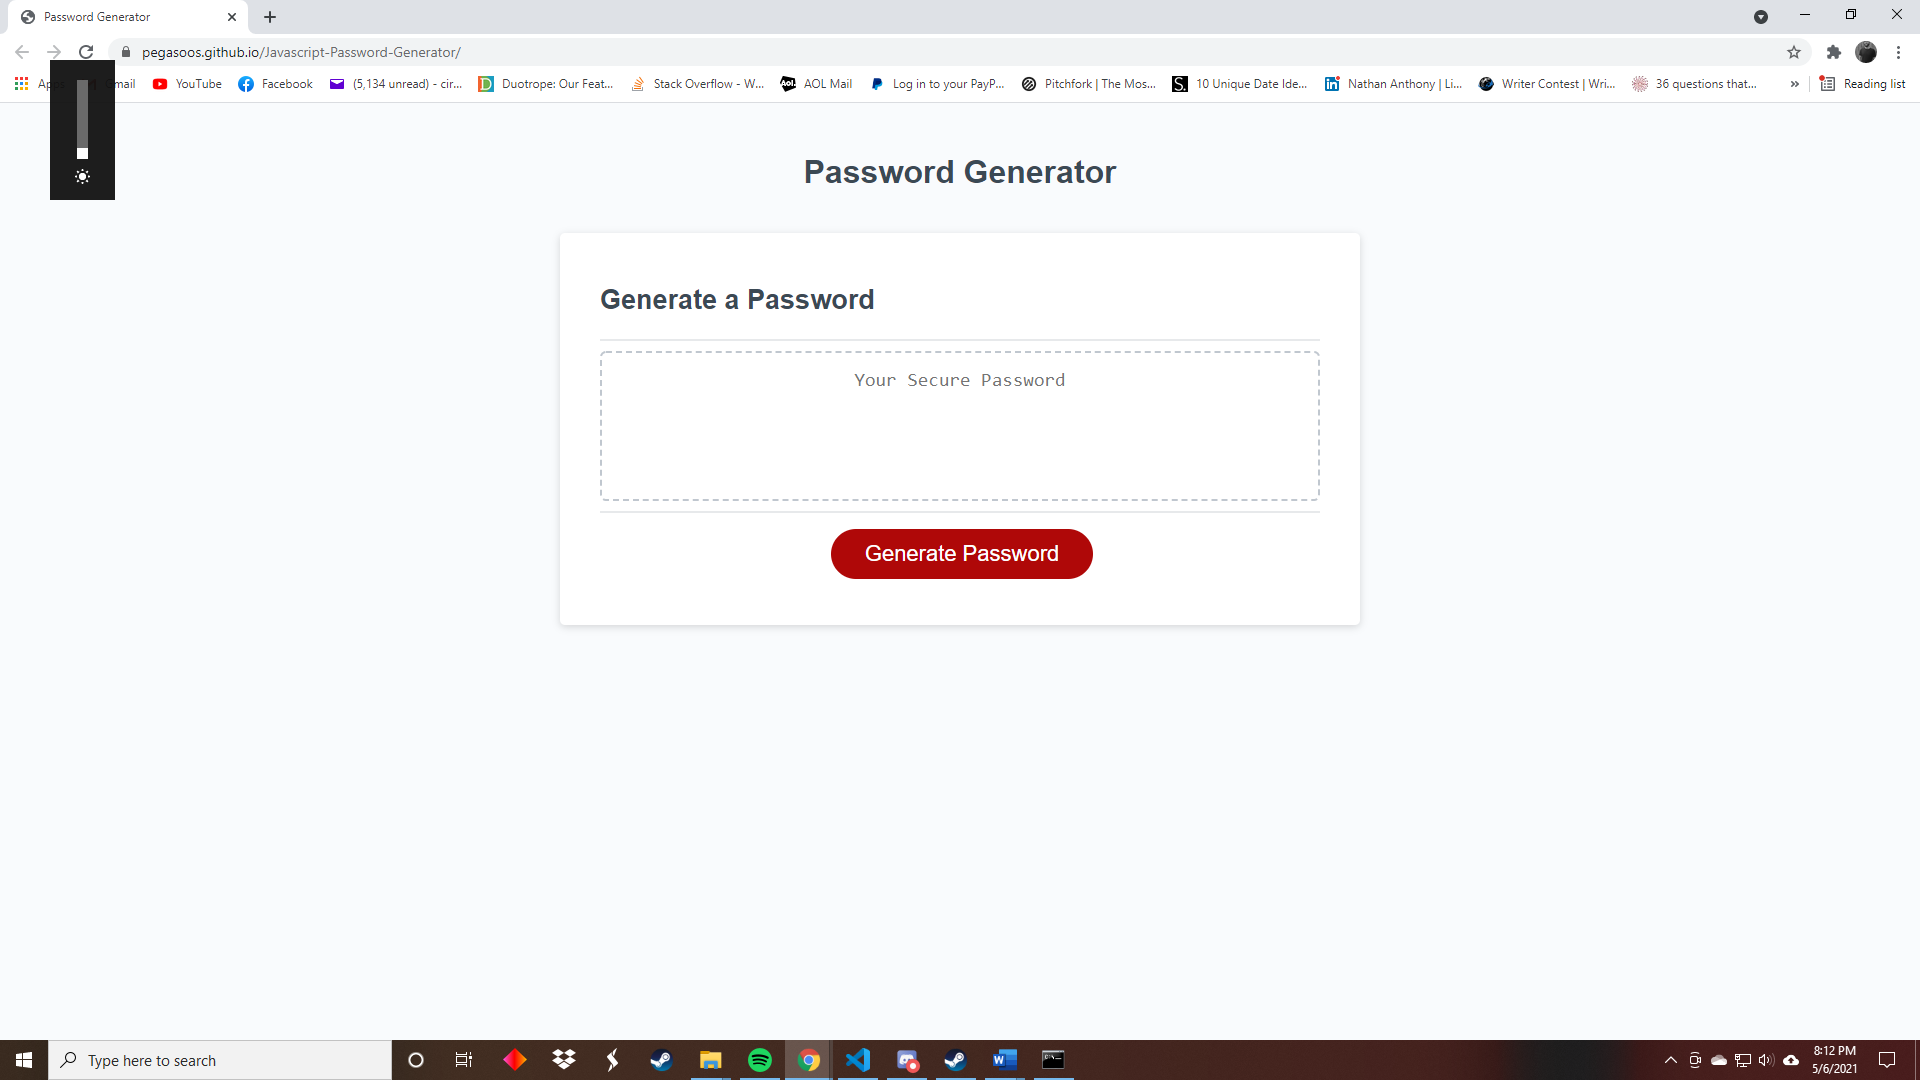 Password Generator
pegasoos.github.io/Javascript-Password-Generator/
YouTube
Facebook
(5,134 unread) - cir...
Duotrope: Our Feat...
Stack Overflow - W...
AOL Mail
Log in to your PayP...
Pitchfork | The Mos...
10 Unique Date Ide...
Nathan Anthony | Li...
Writer Contest | Wri...
36 questions that...
»
Reading list
Password Generator
Generate a Password
Your Secure Password
Generate Password
Type here to search
8:12 PM
5/6/2021